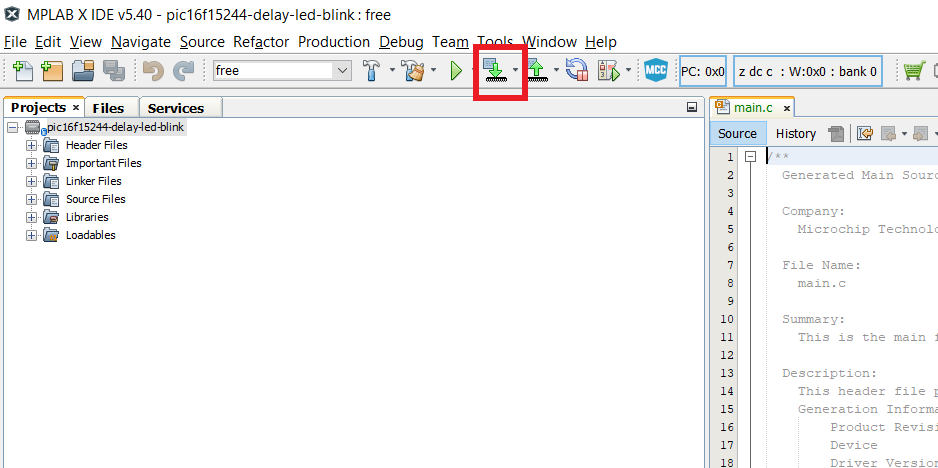 MPLAB X IDE v5.40 - pic16f15244-delay-led-blink : free
File Edit View Navigate Source Refactor Production Debug Team Tools Window Help
free MCC PC: 0x0 z dc c : W:0x0 : bank 0
Projects × Files Services
main.c ×
Source History
pic16f15244-delay-led-blink
Header Files
Important Files
Linker Files
Source Files
Libraries
Loadables
1 /**
2 Generated Main Sourc
3
4 Company:
5 Microchip Technolo
6
7 File Name:
8 main.c
9
10 Summary:
11 This is the main f
12
13 Description:
14 This header file p
15 Generation Informa
16 Product Revisi
17 Device
18 Driver Version